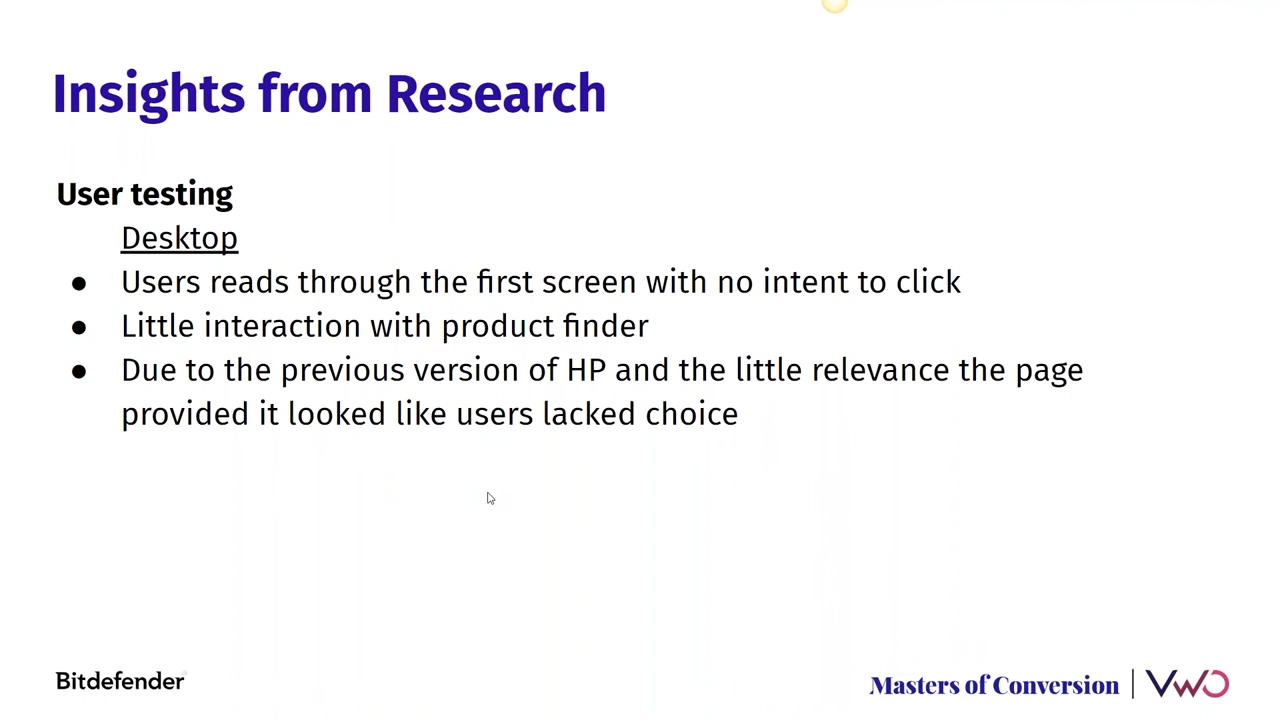 Insights from Research
User testing
Desktop
● Users reads through the first screen with no intent to click
● Little interaction with product finder
● Due to the previous version of HP and the little relevance the page
provided it looked like users lacked choice
Bitdefender
Masters of Conversion | VWO